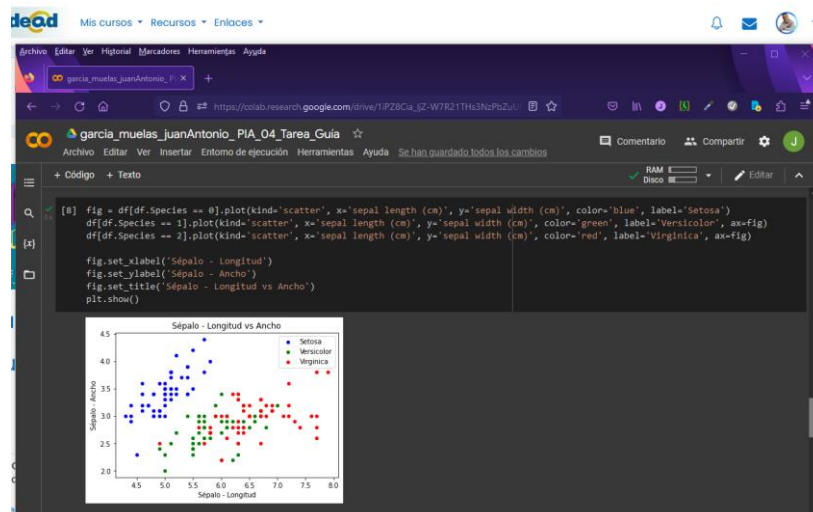 dead
Mis cursos Recursos Enlaces
Archivo Editar Ver Historial Marcadores Herramientas Ayuda
garcia_muelas_juanAntonio_ PI
https://colab.research.google.com/drive/
garcia_muelas_juanAntonio_ PIA_04_Tarea_Guía
Comentario Compartir J
Archivo Editar Ver Insertar Entorno de ejecución Herramientas Ayuda Se han guardado todos los cambios
+ Código + Texto
RAM
Disco
Editar
[8] fig = df[df.Species == 0].plot(kind='scatter', x='sepal length (cm)', y='sepal width (cm)', color='blue', label='Setosa')
df[df.Species == 1].plot(kind='scatter', x='sepal length (cm)', y='sepal width (cm)', color='green', label='Versicolor', ax=fig)
df[df.Species == 2].plot(kind='scatter', x='sepal length (cm)', y='sepal width (cm)', color='red', label='Virginica', ax=fig)
fig.set_xlabel('Sépalo - Longitud')
fig.set_ylabel('Sépalo - Ancho')
fig.set_title('Sépalo - Longitud vs Ancho')
plt.show()
{x}
Sépalo - Longitud vs Ancho
Setosa
Versicolor
Virginica
Sépalo - Ancho
4.5
4.0
3.5
3.0
2.5
2.0
4.5 5.0 5.5 6.0 6.5 7.0 7.5 8.0
Sépalo - Longitud